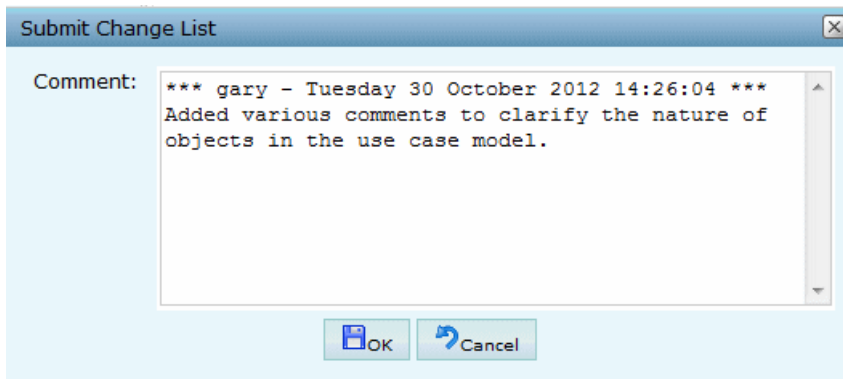 Submit Change List
Comment:
*** gary - Tuesday 30 October 2012 14:26:04 ***
Added various comments to clarify the nature of
objects in the use case model.
OK
Cancel